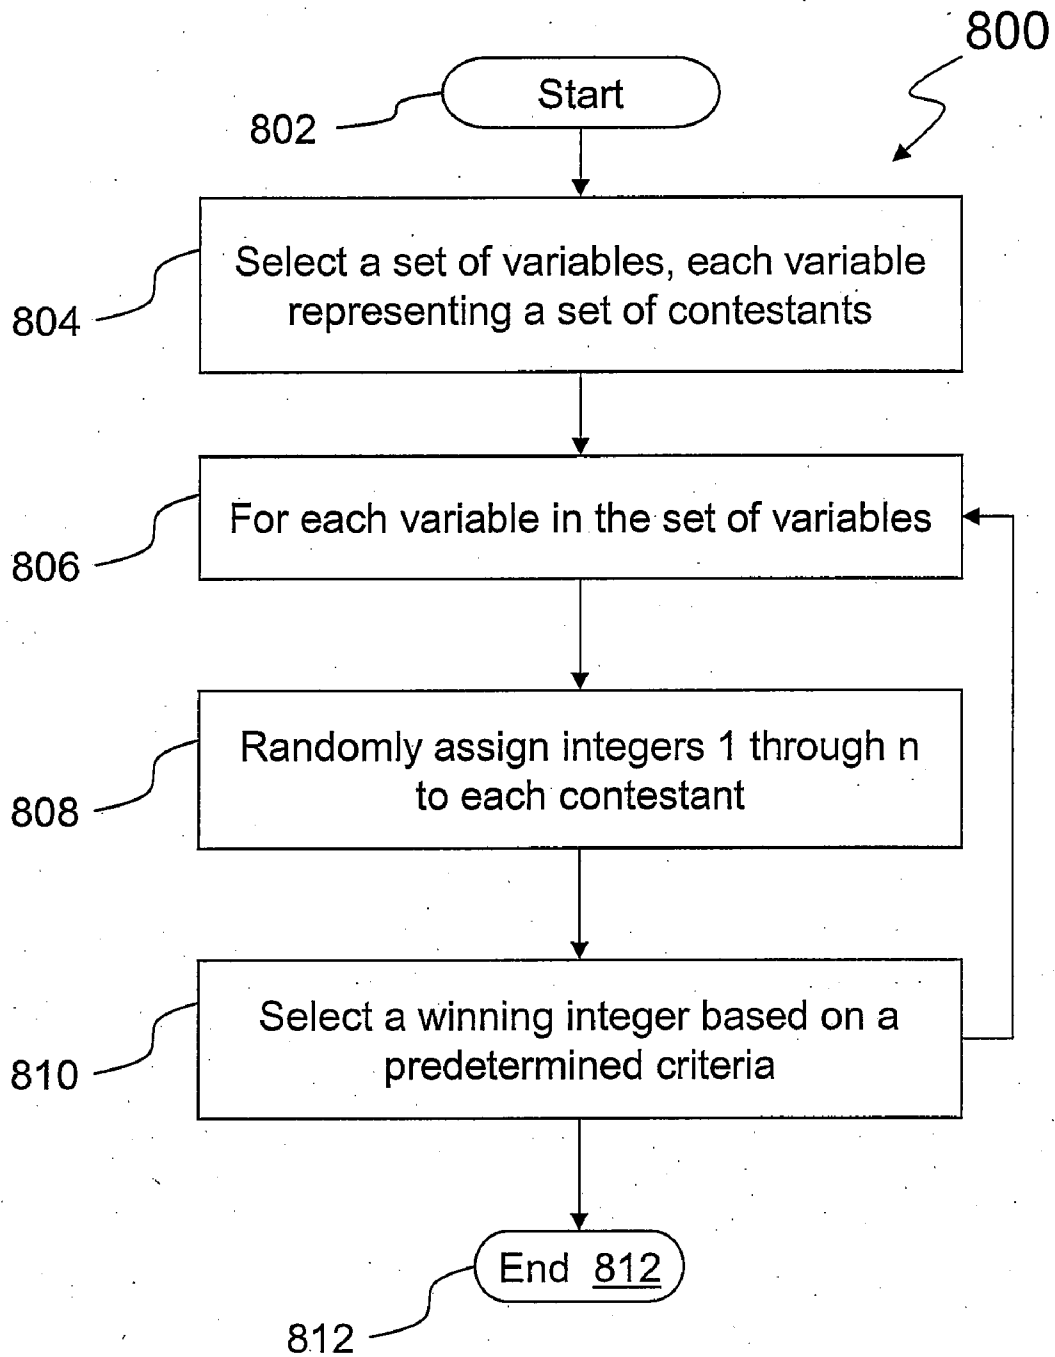 800
Start
802
Select a set of variables, each variable
representing a set of contestants
804
For each variable in the set of variables
806
Randomly assign integers 1 through n
to each contestant
808
Select a winning integer based on a
predetermined criteria
810
End 812
812